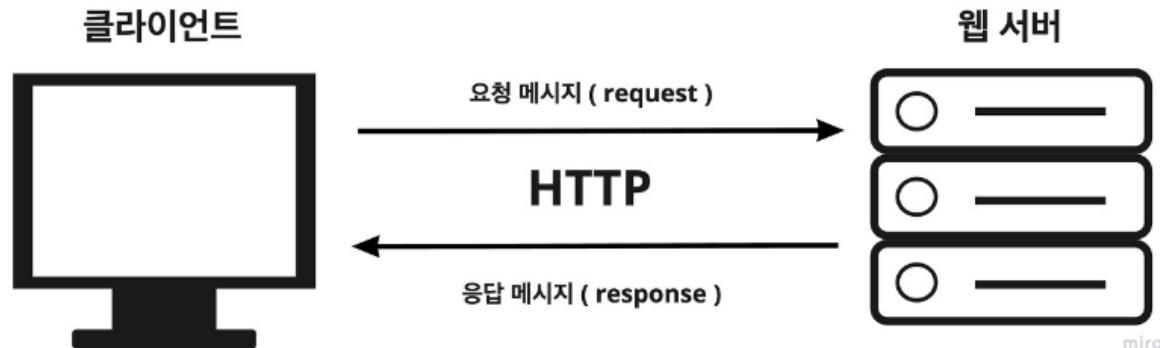 클라이언트
웹 서버
요청 메시지 ( request )
HTTP
응답 메시지 ( response )
miro